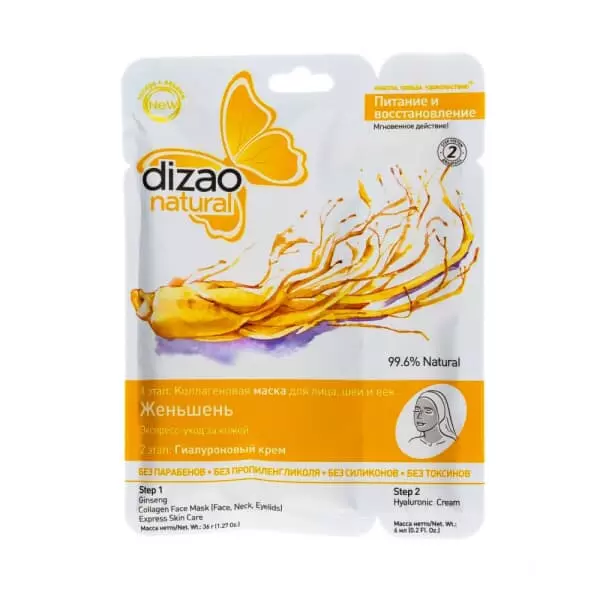 New
dizao
natural
Питание и
восстановление
Мгновенное действие!
2
99.6% Natural
1 этап: Коллагеновая маска для лица, шеи и век
Женьшень
Экспресс-уход за кожей
2 этап: Гиалуроновый крем
БЕЗ ПАРАБЕНОВ • БЕЗ ПРОПИЛЕНГЛИКОЛЯ • БЕЗ СИЛИКОНОВ • БЕЗ ТОКСИНОВ
Step 1
Ginseng
Collagen Face Mask (Face, Neck, Eyelids)
Express Skin Care
Масса нетто/Net. Wt.: 36 г (1.27 Oz.)
Step 2
Hyaluronic Cream
Масса нетто/Net. Wt.:
6 мл (0.2 Fl. Oz.)